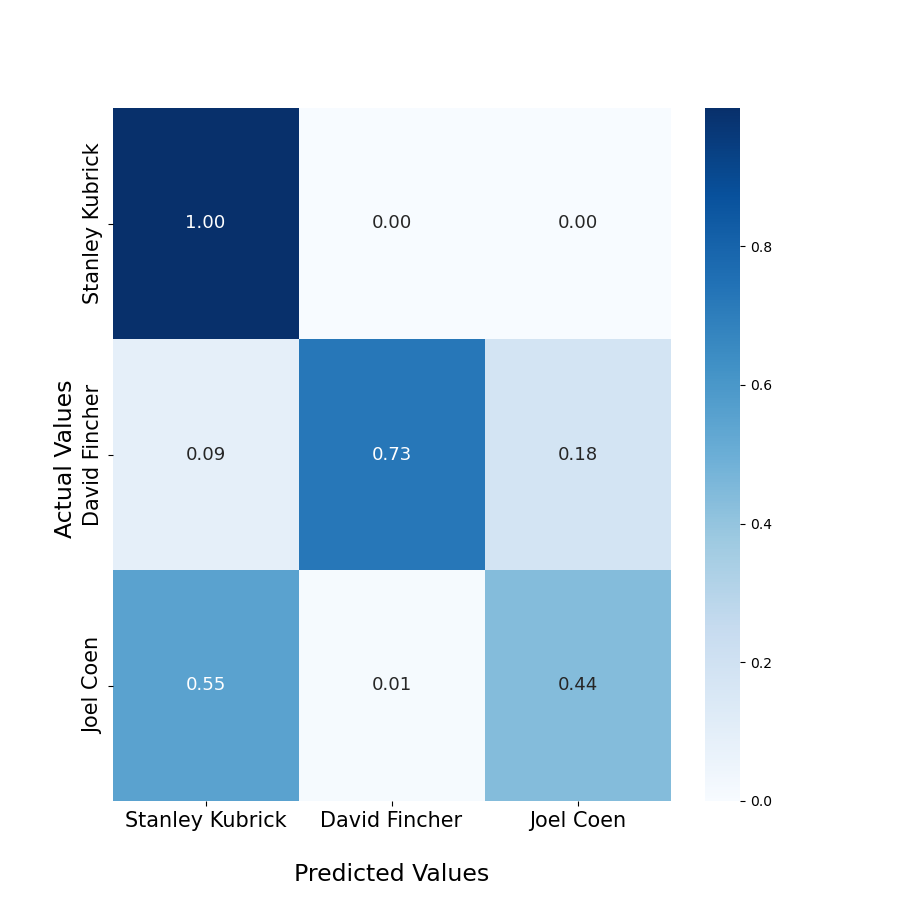 Stanley Kubrick
1.00
0.00
0.00
David Fincher
0.09
0.73
0.18
Joel Coen
0.55
0.01
0.44
Actual Values
Stanley Kubrick
David Fincher
Joel Coen
Predicted Values
0.8
0.6
0.4
0.2
0.0